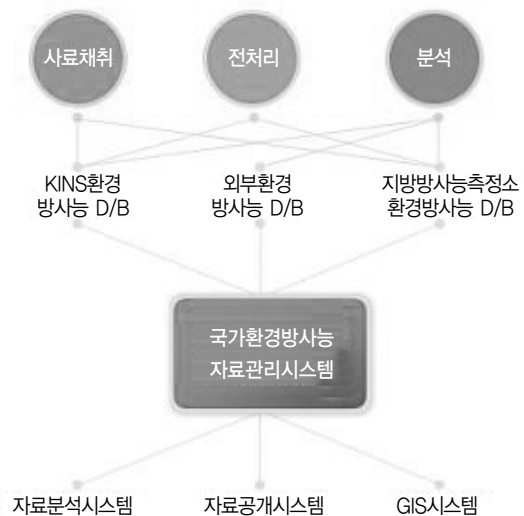 사료채취
전처리
분석
KINS환경
방사능 D/B
외부환경
방사능 D/B
지방방사능측정소
환경방사능 D/B
국가환경방사능
자료관리시스템
자료분석시스템
자료공개시스템
GIS시스템